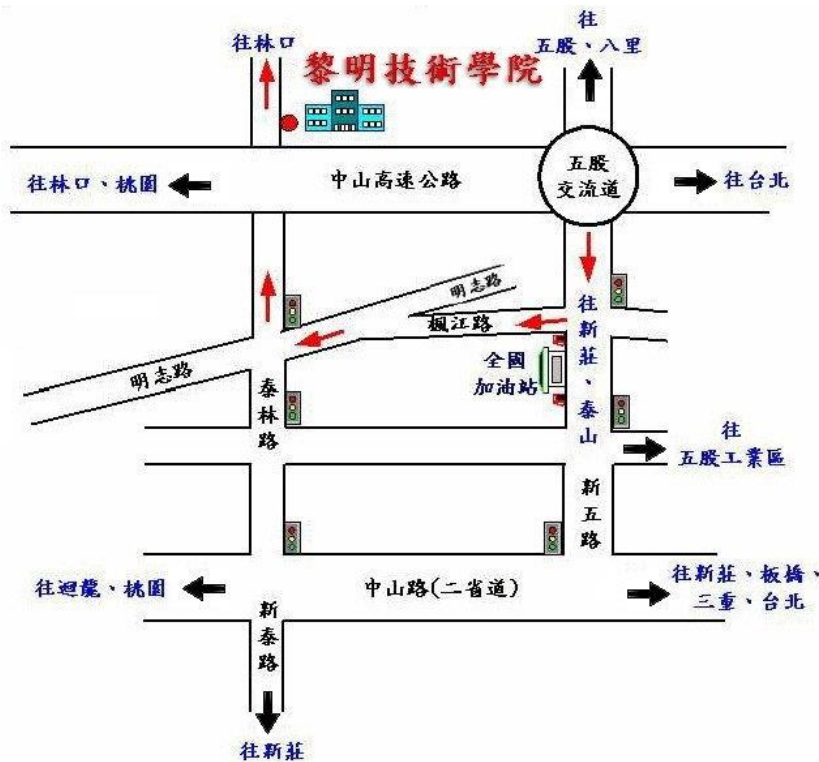 往
五股、八里
往林口
黎明技術學院
往林口、桃園
中山高速公路
五股
交流道
往台北
明志路
楓江路
往新莊、泰山
全國
加油站
明志路
泰林路
往
五股工業區
新五路
往迴龍、桃園
中山路(二省道)
往新莊、板橋、
三重、台北
新泰路
往新莊